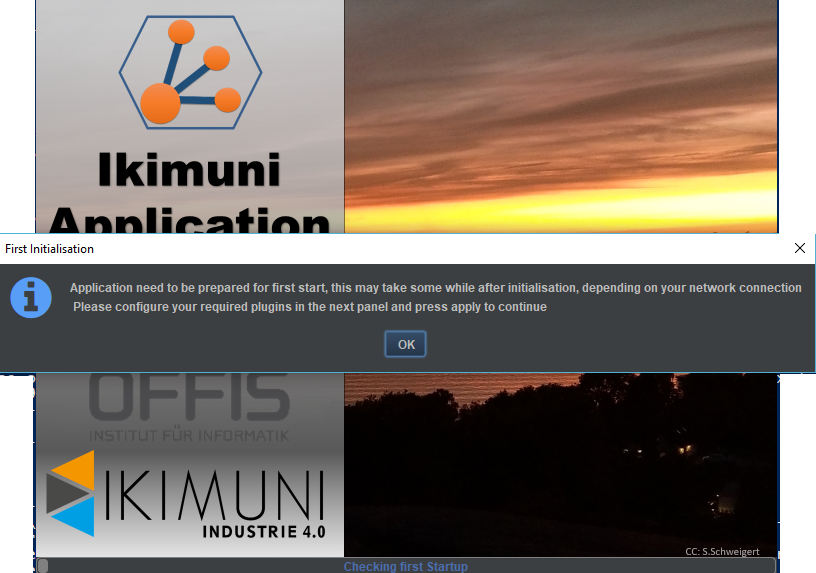 Ikimuni
Application
First Initialisation
Application need to be prepared for first start, this may take some while after initialisation, depending on your network connection
Please configure your required plugins in the next panel and press apply to continue
OK
OFFIS
INSTITUT FÜR INFORMATIK
IKIMUNI
INDUSTRIE 4.0
CC: S.Schweigert
Checking first Startup